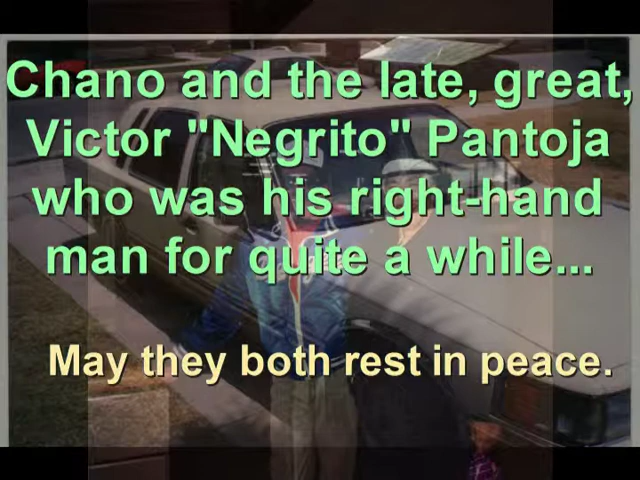 Chano and the late, great,
Victor "Negrito" Pantoja
who was his right-hand
man for quite a while...
May they both rest in peace.